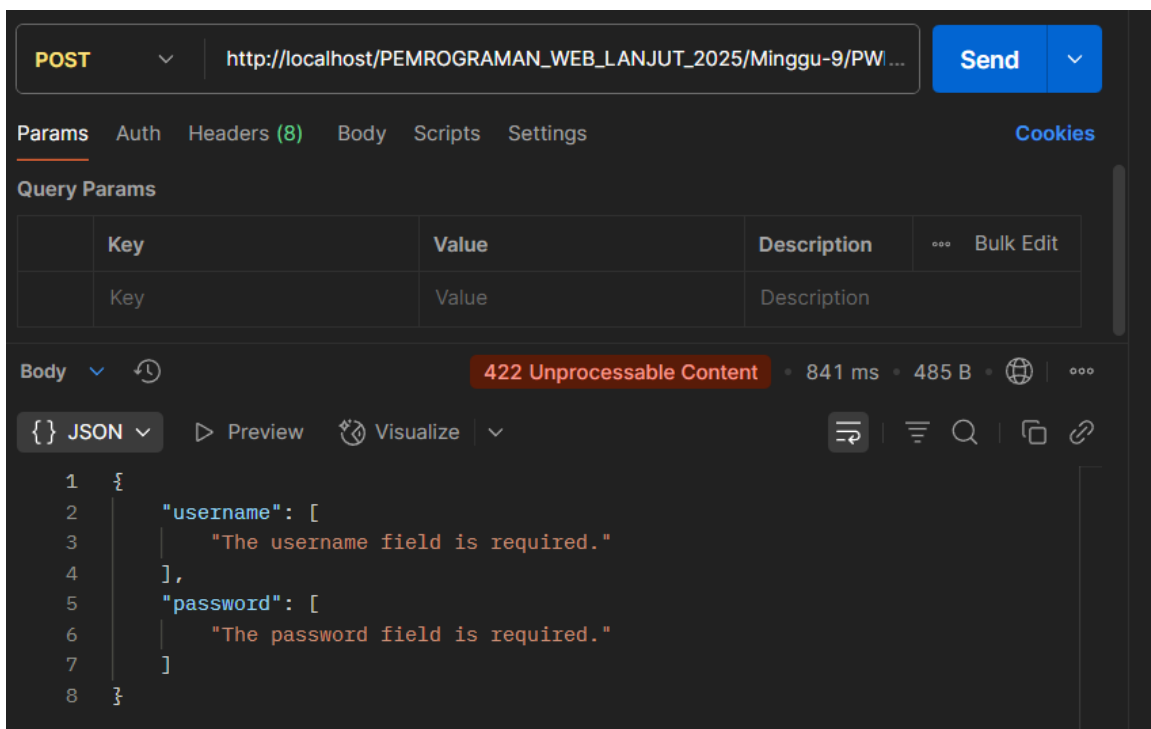 POST http://localhost/PEMROGRAMAN_WEB_LANJUT_2025/Minggu-9/PW... Send
Params Auth Headers (8) Body Scripts Settings Cookies
Query Params
Key Value Description Bulk Edit
Key Value Description
Body 422 Unprocessable Content • 841 ms • 485 B •
{} JSON Preview Visualize
1 {
2 "username": [
3 "The username field is required."
4 ],
5 "password": [
6 "The password field is required."
7 ]
8 }